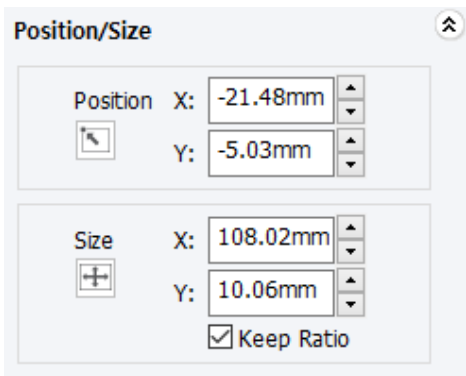 Position/Size
Position X: -21.48mm
Y: -5.03mm
Size X: 108.02mm
Y: 10.06mm
Keep Ratio